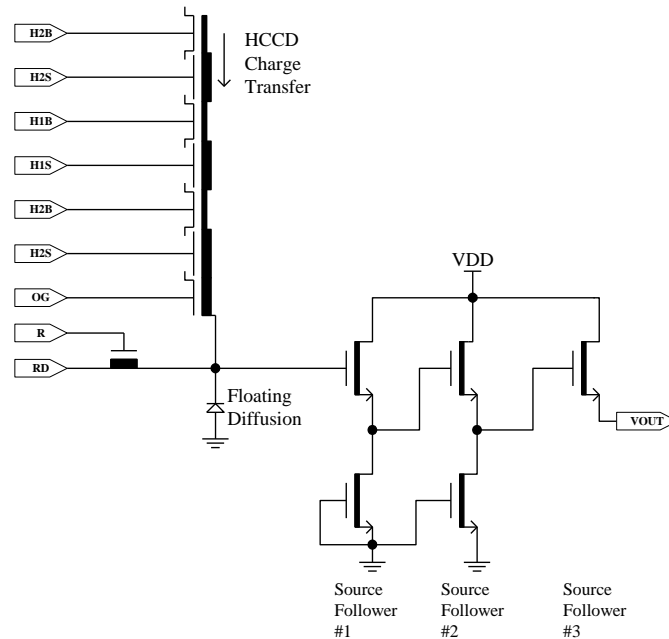 H2B
HCCD
Charge
Transfer
H2S
H1B
H1S
H2B
H2S
OG
VDD
R
RD
Floating
Diffusion
VOUT
Source
Follower
#1
Source
Follower
#2
Source
Follower
#3